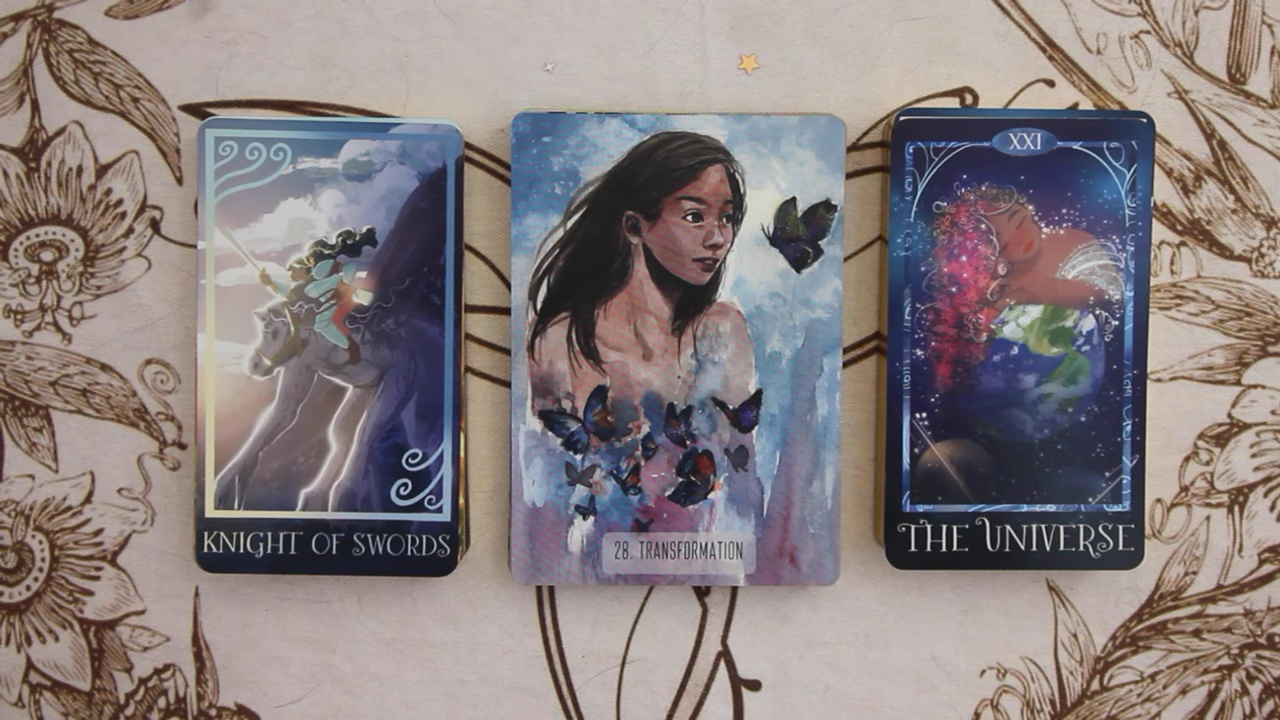 KNIGHT OF SWORDS
28. TRANSFORMATION
XXI
THE UNIVERSE